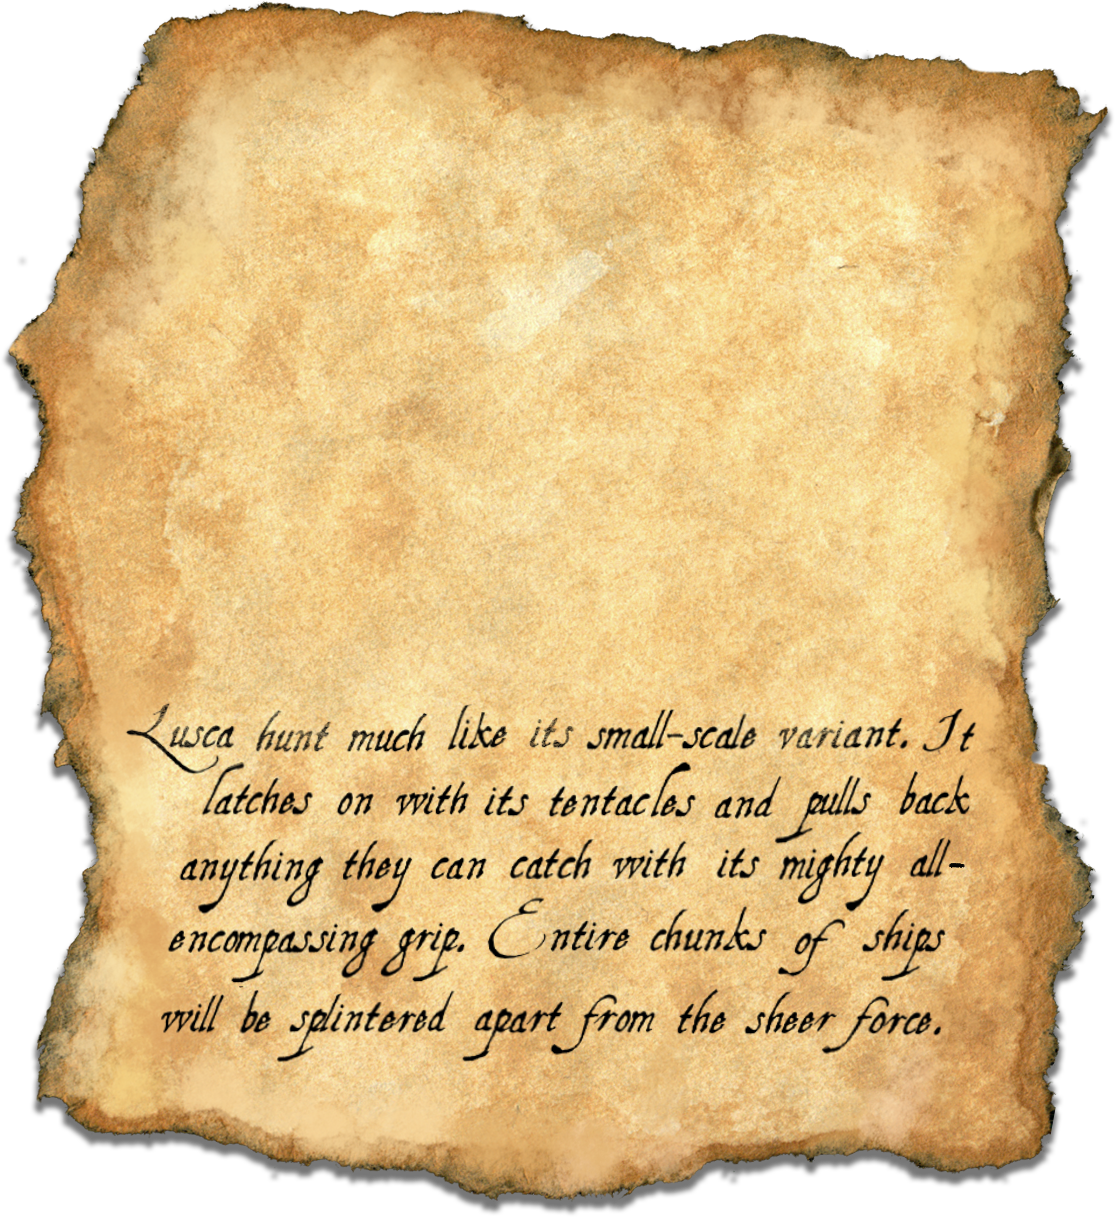 Lusca hunt much like its small-scale variant. It
latches on with its tentacles and pulls back
anything they can catch with its mighty all-
encompassing grip. Entire chunks of ships
will be splintered apart from the sheer force.